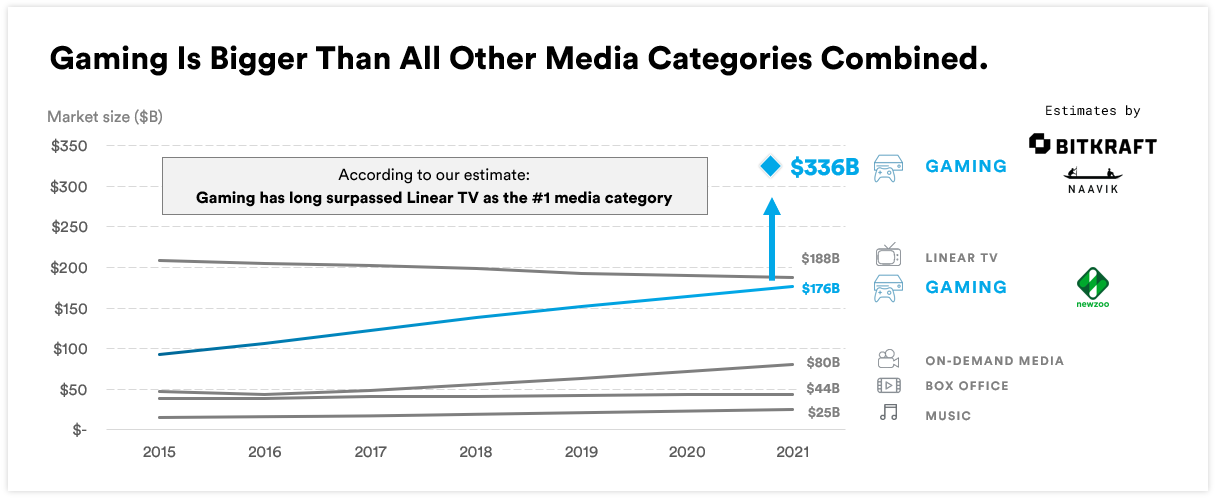 Gaming Is Bigger Than All Other Media Categories Combined.
Market size ($B)
Estimates by
BITKRAFT
NAAVIK
$350
$300
$250
$200
$150
$100
$50
$-
According to our estimate:
Gaming has long surpassed Linear TV as the #1 media category
$336B GAMING
$188B LINEAR TV
$176B GAMING
newzoo
$80B ON-DEMAND MEDIA
$44B BOX OFFICE
$25B MUSIC
2015 2016 2017 2018 2019 2020 2021